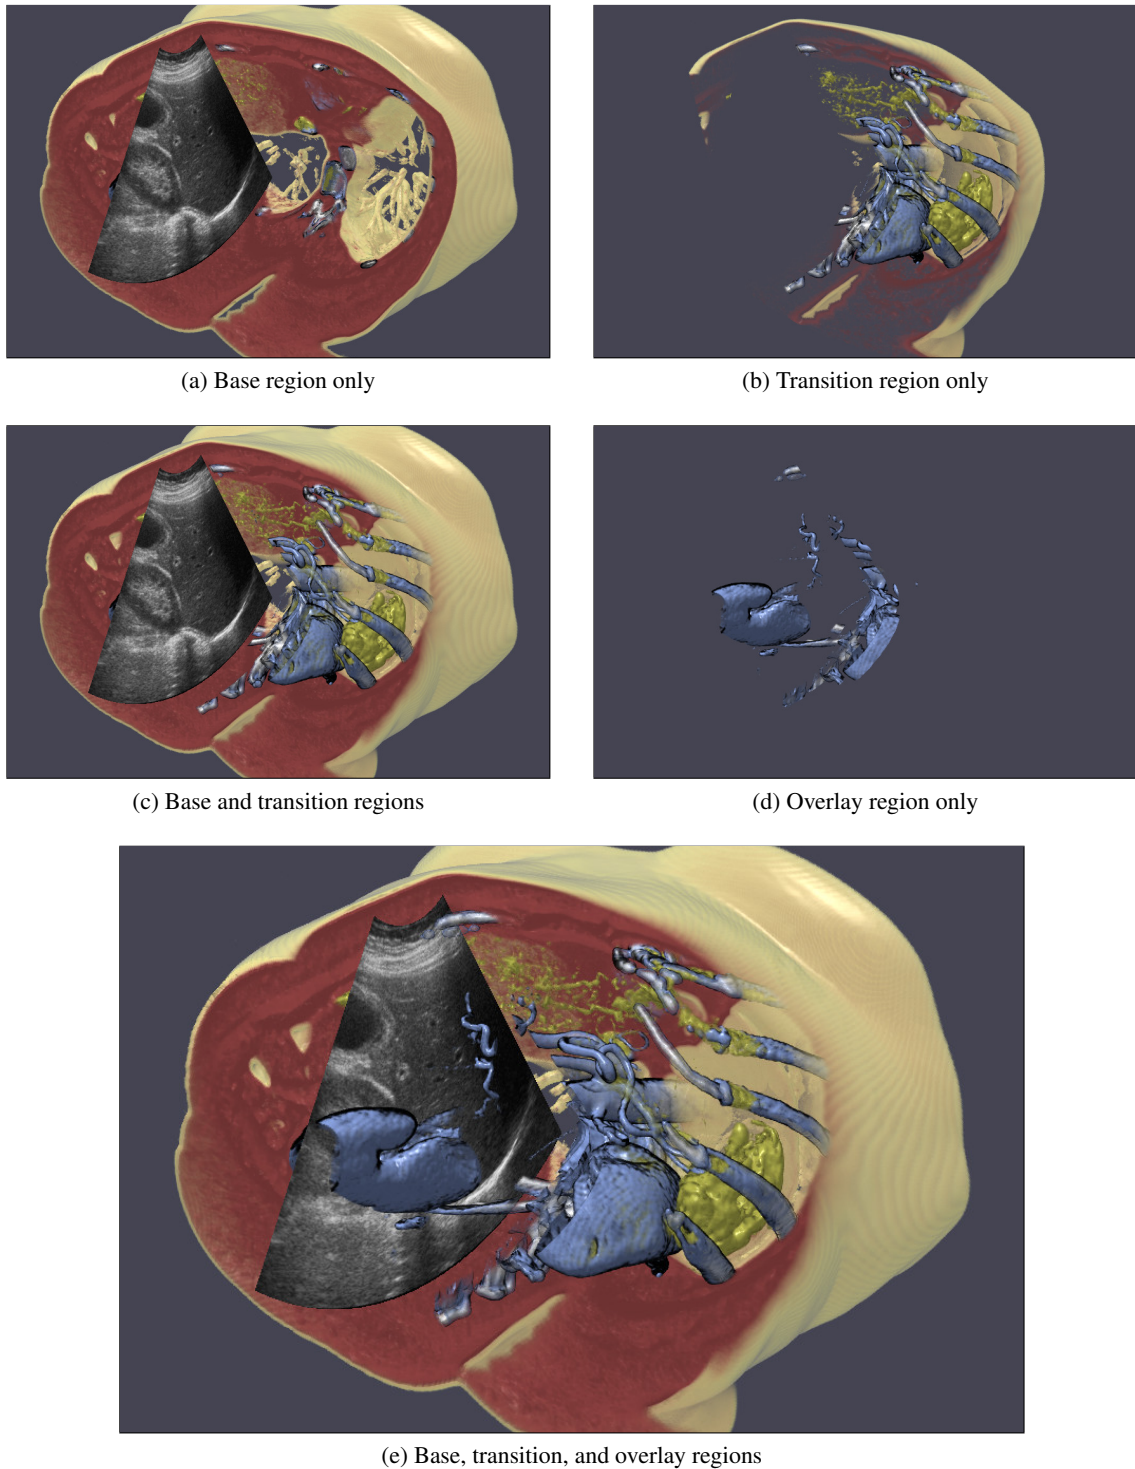 (a) Base region only
(b) Transition region only
(c) Base and transition regions
(d) Overlay region only
(e) Base, transition, and overlay regions